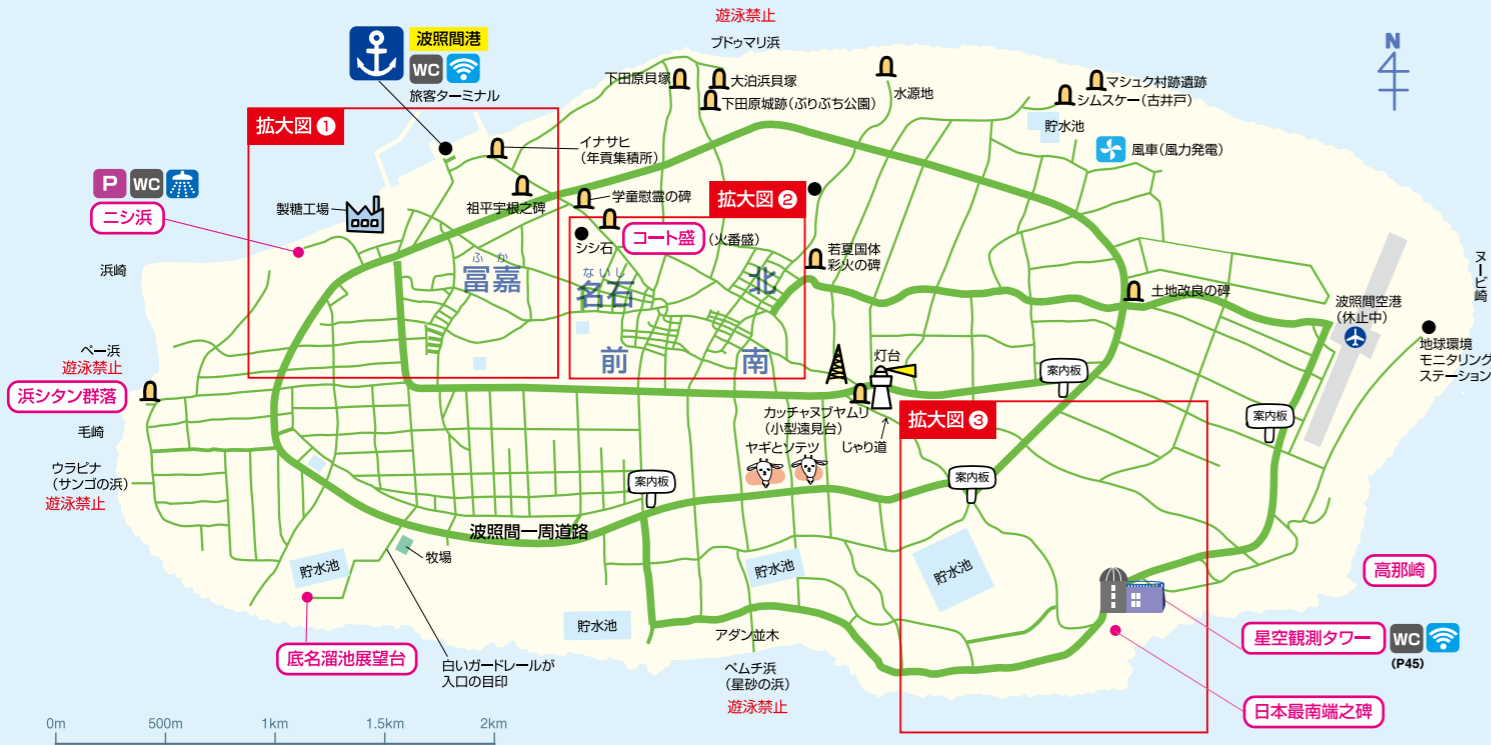 遊泳禁止
ブドゥマリ浜
波照間港
WC
旅客ターミナル
N
下田原貝塚
大泊浜貝塚
下田原城跡(ぶりぶち公園)
水源地
マシュク村跡遺跡
シムスケー(古井戸)
貯水池
風車(風力発電)
拡大図❶
イナサヒ
(年貢集積所)
P
WC
ニシ浜
製糖工場
祖平宇根之碑
学童慰霊の碑
拡大図❷
シシ石
コート盛
(火番盛)
若夏国体
彩火の碑
浜崎
ふか
冨嘉
ないし
名石
北
前
南
土地改良の碑
ヌービ崎
波照間空港
(休止中)
地球環境
モニタリング
ステーション
ペー浜
遊泳禁止
浜シタン群落
毛崎
ウラピナ
(サンゴの浜)
遊泳禁止
灯台
案内板
カッチャヌブヤムリ
(小型遠見台)
じゃり道
拡大図❸
案内板
ヤギとソテツ
案内板
案内板
波照間一周道路
牧場
貯水池
貯水池
貯水池
貯水池
底名溜池展望台
白いガードレールが
入口の目印
アダン並木
ペムチ浜
(星砂の浜)
遊泳禁止
高那崎
星空観測タワー
WC
(P45)
日本最南端之碑
0m
500m
1km
1.5km
2km